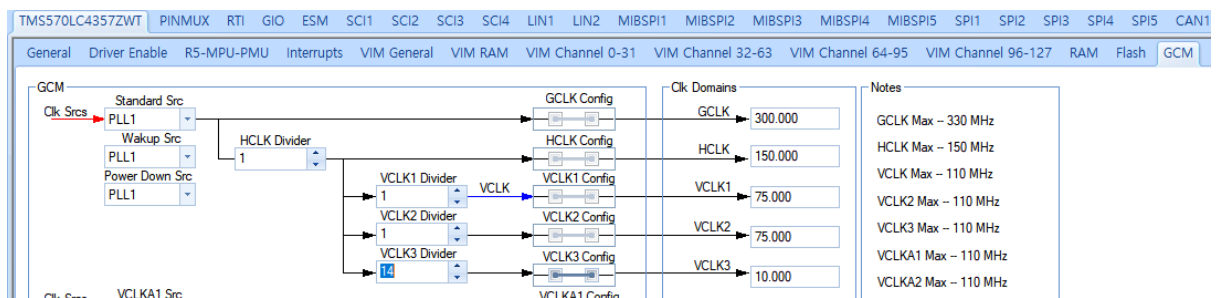 TMS570LC4357ZWT PINMUX RTI GIO ESM SCI1 SCI2 SCI3 SCI4 LIN1 LIN2 MIBSPI1 MIBSPI2 MIBSPI3 MIBSPI4 MIBSPI5 SPI1 SPI2 SPI3 SPI4 SPI5 CAN1
General Driver Enable R5-MPU-PMU Interrupts VIM General VIM RAM VIM Channel 0-31 VIM Channel 32-63 VIM Channel 64-95 VIM Channel 96-127 RAM Flash GCM
GCM
Clk Srcs
Standard Src
PLL1
Wakup Src
PLL1
Power Down Src
PLL1
HCLK Divider
1
VCLK1 Divider
1
VCLK
VCLK2 Divider
1
VCLK3 Divider
14
GCLK Config
HCLK Config
VCLK1 Config
VCLK2 Config
VCLK3 Config
Clk Domains
GCLK 300.000
HCLK 150.000
VCLK1 75.000
VCLK2 75.000
VCLK3 10.000
Notes
GCLK Max -- 330 MHz
HCLK Max -- 150 MHz
VCLK Max -- 110 MHz
VCLK2 Max -- 110 MHz
VCLK3 Max -- 110 MHz
VCLKA1 Max -- 110 MHz
VCLKA2 Max -- 110 MHz
Clk Srcs
VCLKA1 Src
VCLKA1 Config